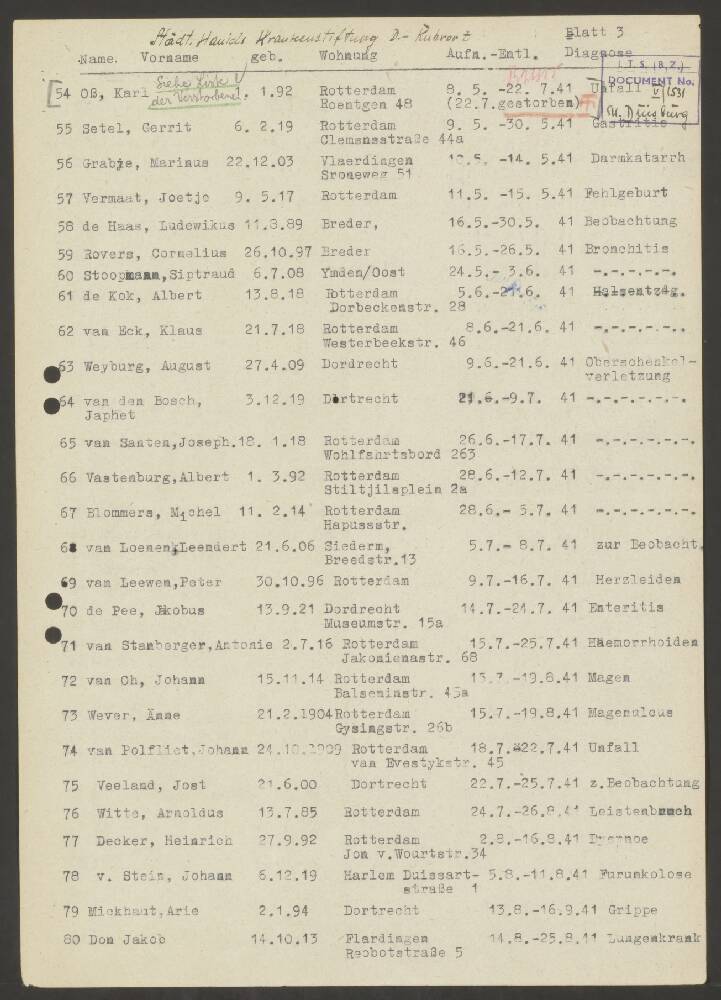 Städt. Krankenstiftung D.- Ruhrort Blatt 3
Name. Vorname geb. Wohnung Aufn.-Entl. Diagnose
I.T.S. (B.Z.)
DOCUMENT No.
V 1531
Siehe Liste
der Verstorbenen.
54 Oß, Karl 1.92 Rotterdam 8. 5. -22. 7.41 Unfall
Roentgen 48 (22.7.gestorben)
55 Setel, Gerrit 6. 2.19 Rotterdam 9. 5. -30. 5.41 Gastritis
Clemensstraße 44a
56 Grabje, Marinus 22.12.03 Vlaerdingen -14. 5.41 Darmkatarrh
Sroneweg 51
57 Vermaat, Joetje 9. 5.17 Rotterdam 11.5. -15. 5.41 Fehlgeburt
58 de Haas, Ludowikus 11.3.89 Breder, 16.5.-30.5. 41 Beobachtung
59 Rovers, Cornelius 26.10.97 Breder 16.5.-26.5. 41 Bronchitis
60 Stoopmann,Siptraud 6.7.08 Ymden/Oost 24.5.- 3.6. 41 -.-.-.-.-.
61 de Kok, Albert 13.8.18 Rotterdam 5.6.-21.6. 41 Halsentzdg.
Dorbeckenstr. 28
62 van Eck, Klaus 21.7.18 Rotterdam 8.6.-21.6. 41 -.-.-.-..
Westerbeekstr. 46
63 Weyburg, August 27.4.09 Dordrecht 9.6.-21.6. 41 Oberschenkel-
verletzung
64 van den Bosch, 3.12.19 Dortrecht 21.6.-9.7. 41 -.-.-.-.-.
Japhet
65 van Santen,Joseph.18. 1.18 Rotterdam 26.6.-17.7. 41 -.-.-.-.-.
Wohlfahrtsbord 263
66 Vastenburg,Albert 1. 3.92 Rotterdam 28.6.-12.7. 41 -.-.-.-.-.
Stiltjilsplein 2a
67 Blommers, Michel 11. 2.14 Rotterdam 28.6.- 5.7. 41 -.-.-.-.-.
Hapussstr.
68 van Loenen,Leendert 21.6.06 Siederm, 5.7.- 8.7. 41 zur Beobacht.
Breedstr.13
69 van Leewen,Peter 30.10.96 Rotterdam 9.7.-16.7. 41 Herzleiden
70 de Pee, Jakobus 13.9.21 Dordrecht 14.7.-24.7. 41 Enteritis
Museumstr. 15a
71 van Stamberger,Antonie 2.7.16 Rotterdam 15.7.-25.7.41 Häemorrhoiden
Jakomienastr. 68
72 van Ch, Johann 15.11.14 Rotterdam 15.7.-19.8.41 Magen
Balseminstr. 45a
73 Wever, Anne 21.2.1904Rotterdam 15.7.-19.8.41 Magenulcus
Gysingstr. 26b
74 van Polfliet,Johann 24.10.1909 Rotterdam 18.7.-22.7.41 Unfall
van Evestykstr. 45
75 Veeland, Jost 21.6.00 Dortrecht 22.7.-25.7.41 z.Beobachtung
76 Witte, Arnoldus 13.7.85 Rotterdam 24.7.-26.8.41 Leistenbruch
77 Decker, Heinrich 27.9.92 Rotterdam 2.8.-16.8.41
Jon v.Wourtstr.34
78 v. Stein, Johann 6.12.19 Harlem Duissart- 5.8.-11.8.41 Furunkolose
straße 1
79 Mickhaut,Arie 2.1.94 Dortrecht 13.8.-16.9.41 Grippe
80 Don Jakob 14.10.13 Flardingen 14.8.-25.8.41 Lungenkrank
Reobotstraße 5